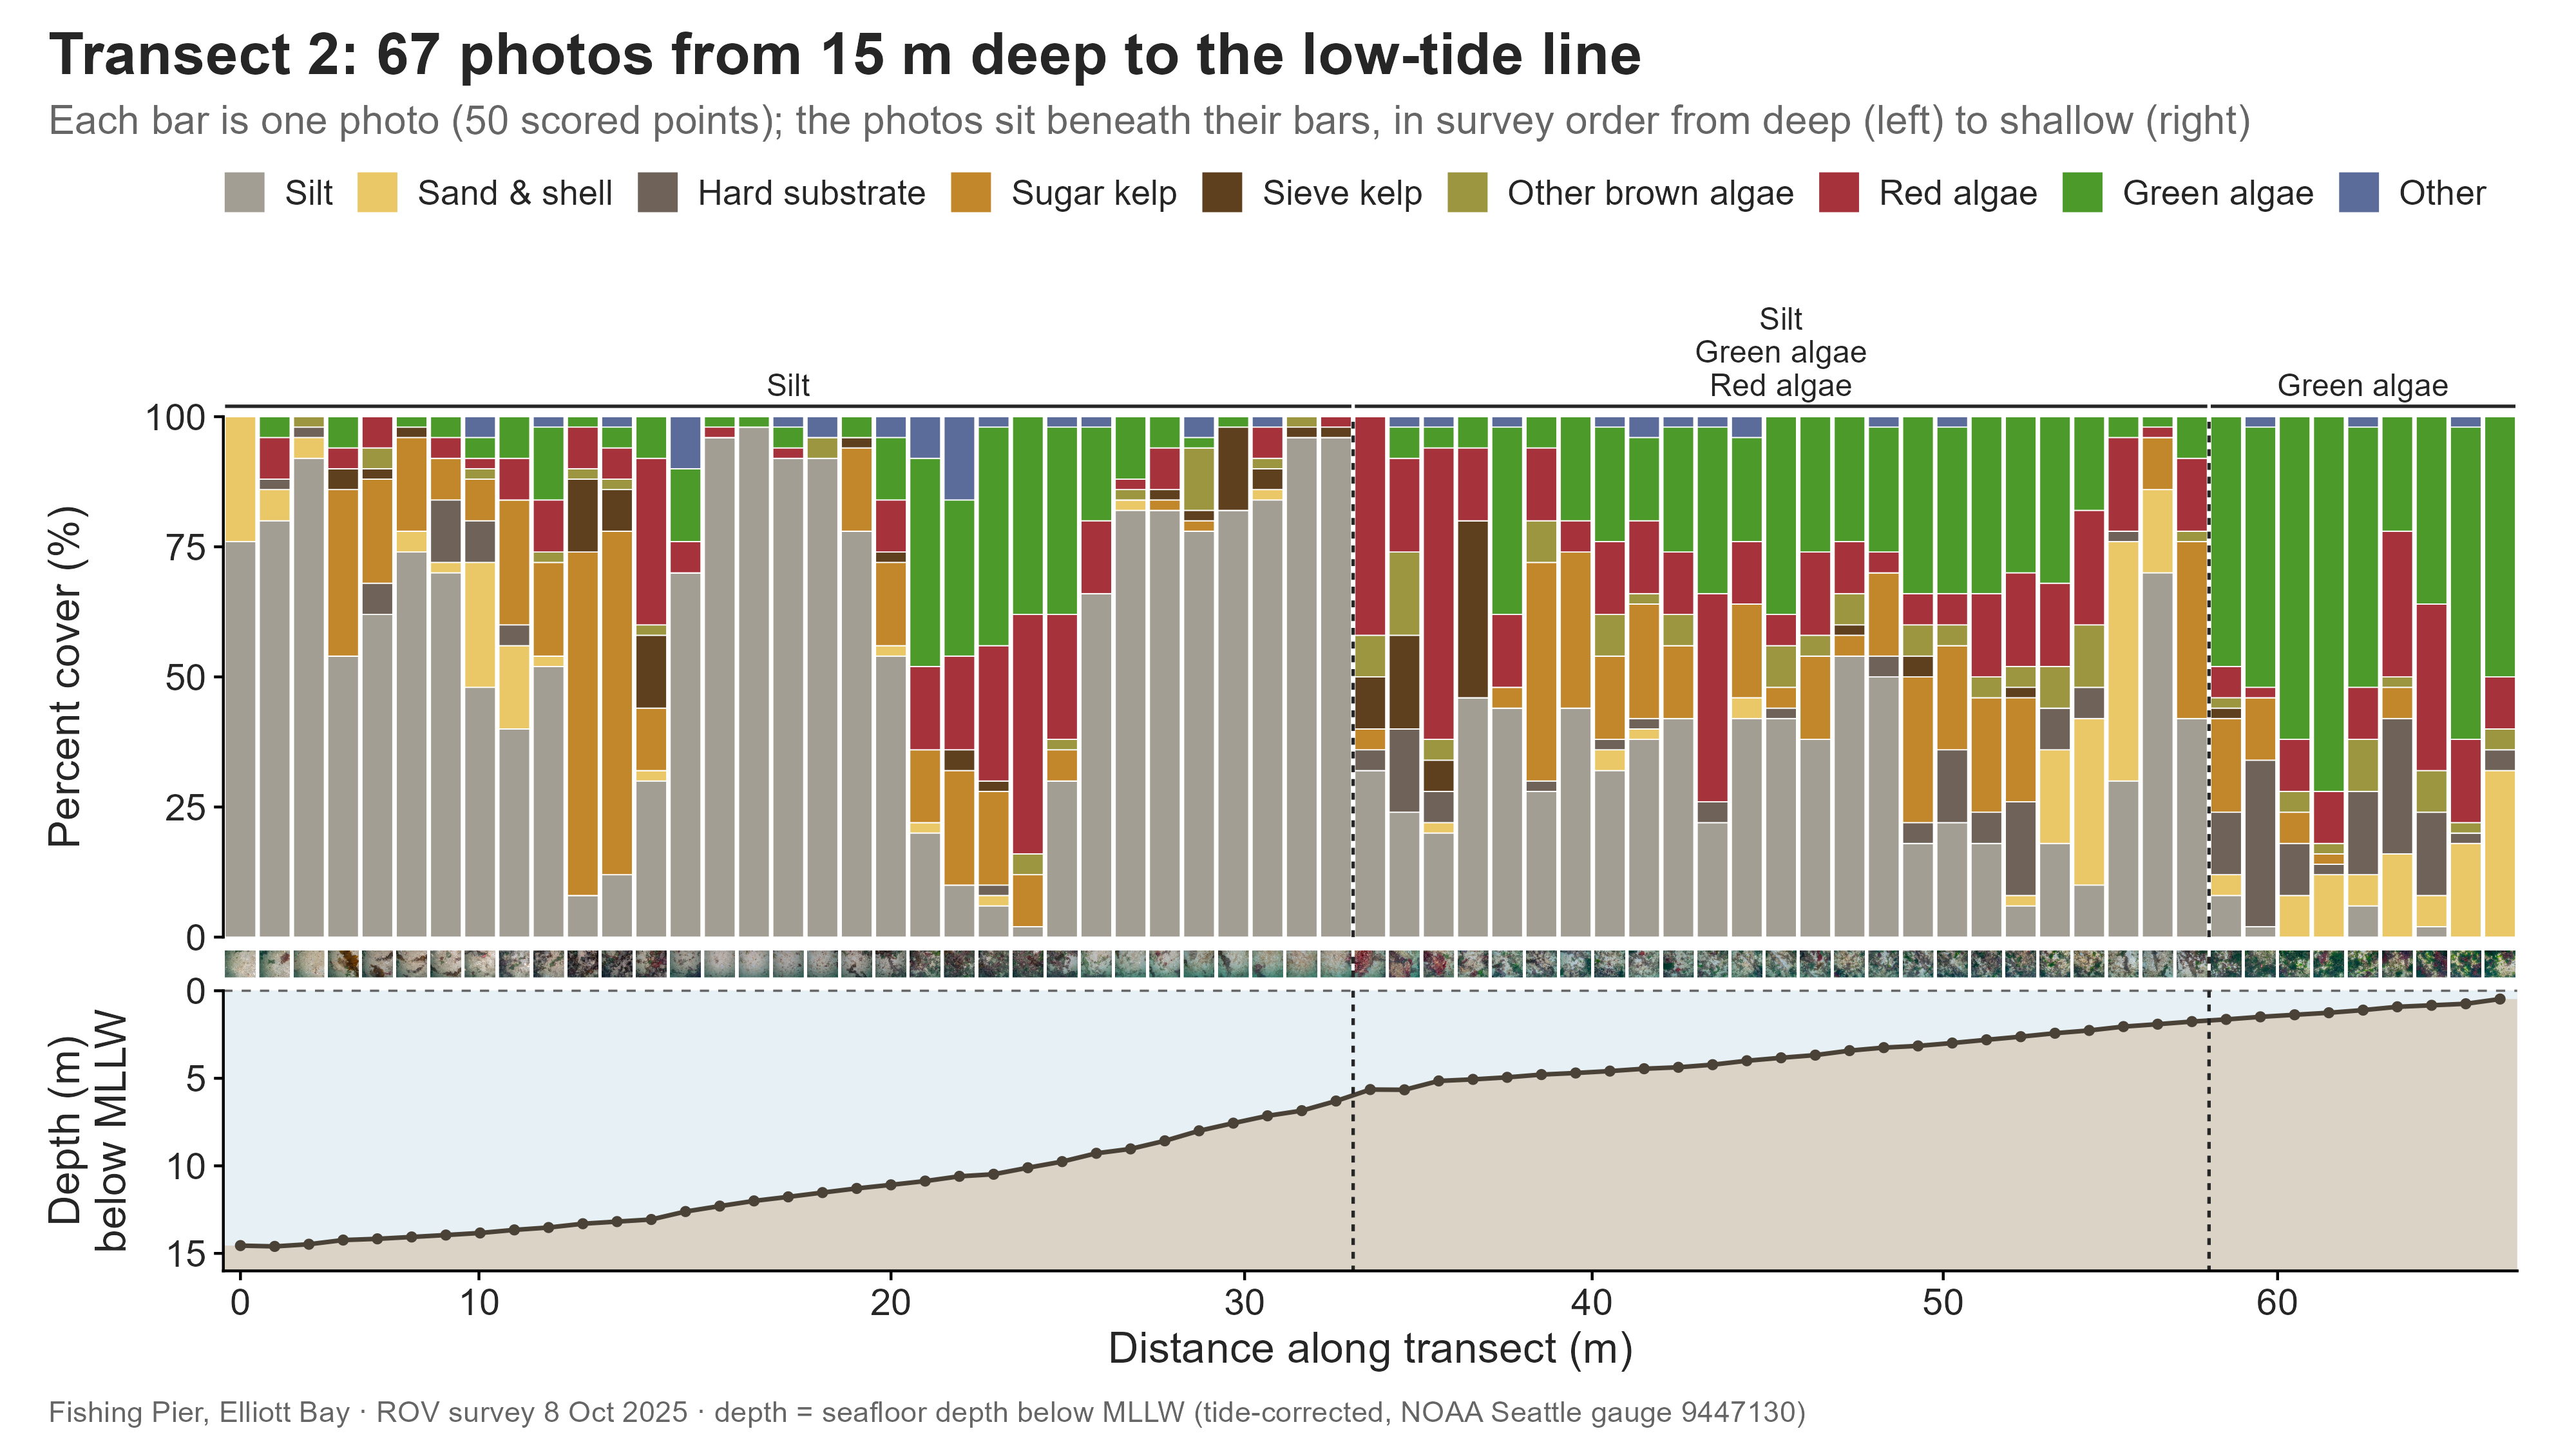 Transect 2: 67 photos from 15 m deep to the low-tide line
Each bar is one photo (50 scored points); the photos sit beneath their bars, in survey order from deep (left) to shallow (right)
Silt
Sand & shell
Hard substrate
Sugar kelp
Sieve kelp
Other brown algae
Red algae
Green algae
Other
Silt
Silt
Green algae
Red algae
Green algae
Percent cover (%)
100
75
50
25
0
Depth (m)
below MLLW
0
5
10
15
0
10
20
30
40
50
60
Distance along transect (m)
Fishing Pier, Elliott Bay · ROV survey 8 Oct 2025 · depth = seafloor depth below MLLW (tide-corrected, NOAA Seattle gauge 9447130)